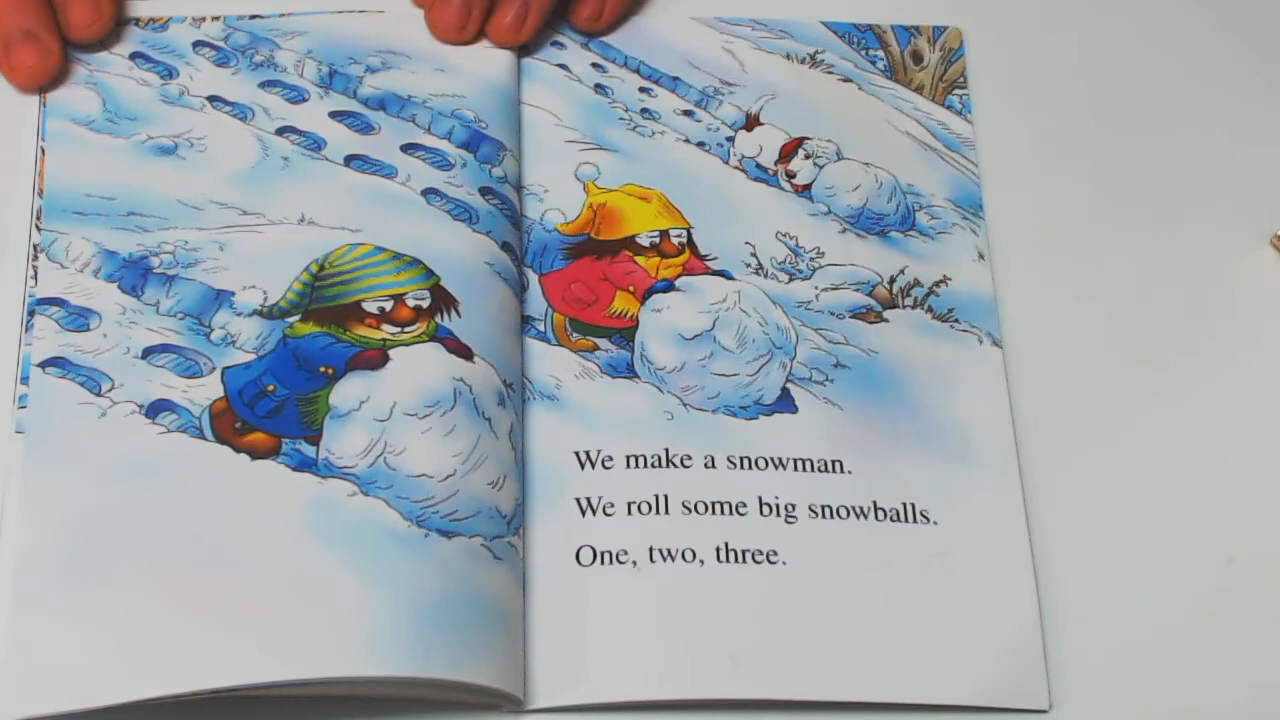 We make a snowman.
We roll some big snowballs.
One, two, three.